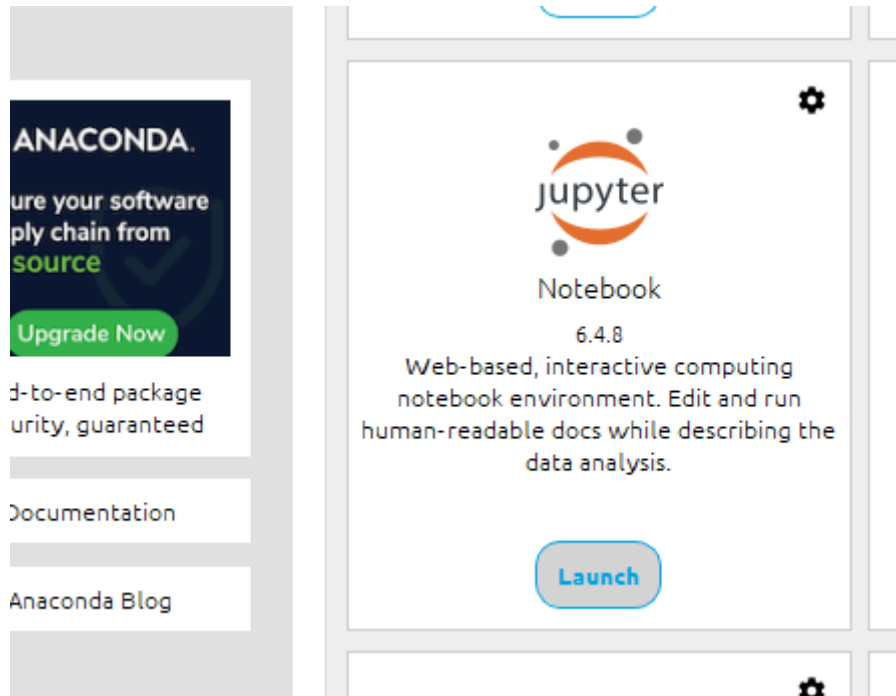 ANACONDA.
ure your software
ply chain from
source
Upgrade Now
d-to-end package
urity, guaranteed
Documentation
Anaconda Blog
jupyter
Notebook
6.4.8
Web-based, interactive computing
notebook environment. Edit and run
human-readable docs while describing the
data analysis.
Launch